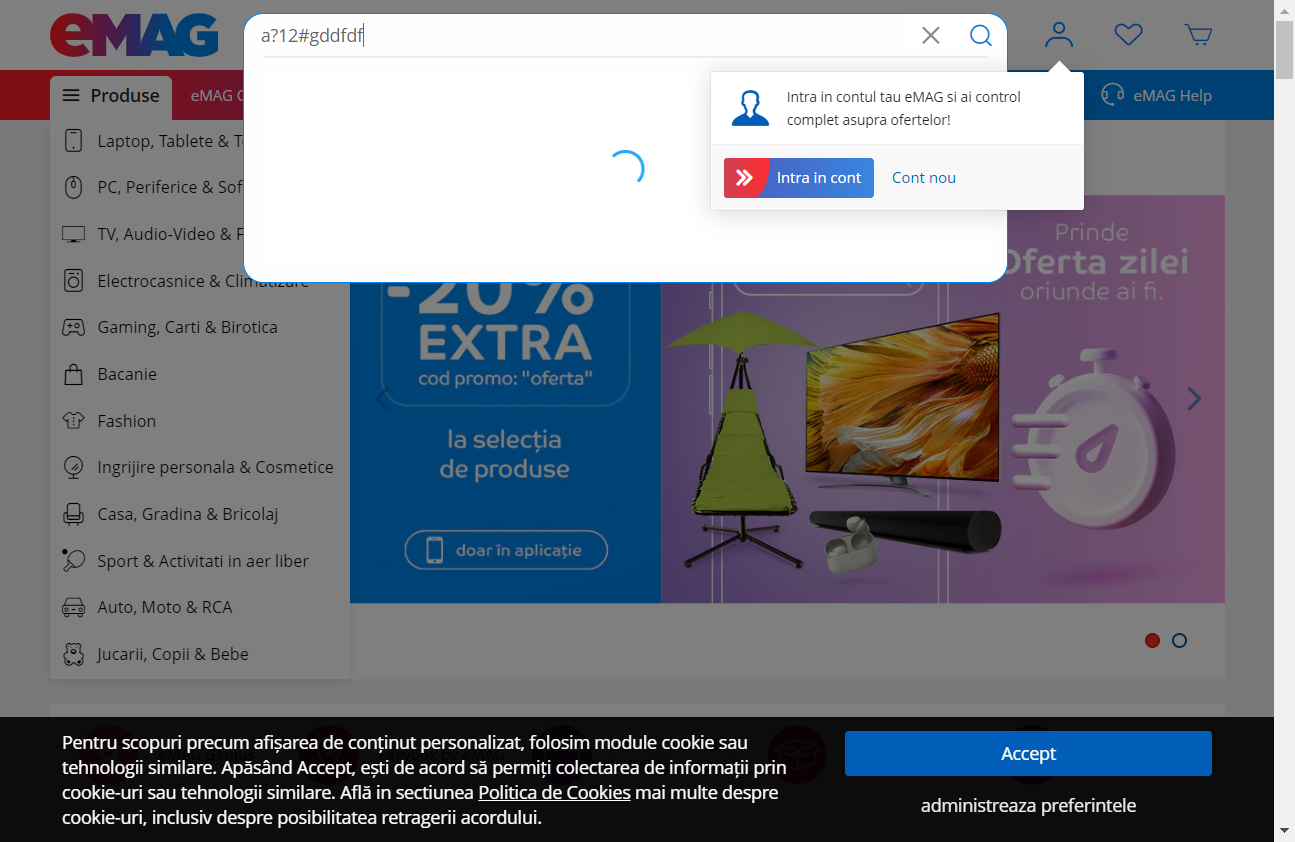 eMAG
a?12#gddfdf
Produse
eMAG G
eMAG Help
Intra in contul tau eMAG si ai control
complet asupra ofertelor!
Intra in cont
Cont nou
Laptop, Tablete & T
PC, Periferice & Sof
TV, Audio-Video & F
Electrocasnice & Climatizare
Gaming, Carti & Birotica
Bacanie
Fashion
Ingrijire personala & Cosmetice
Casa, Gradina & Bricolaj
Sport & Activitati in aer liber
Auto, Moto & RCA
Jucarii, Copii & Bebe
-20%
EXTRA
cod promo: "oferta"
la selecția
de produse
doar în aplicație
Prinde
Oferta zilei
oriunde ai fi.
Pentru scopuri precum afișarea de conținut personalizat, folosim module cookie sau
tehnologii similare. Apăsând Accept, ești de acord să permiți colectarea de informații prin
cookie-uri sau tehnologii similare. Află in sectiunea Politica de Cookies mai multe despre
cookie-uri, inclusiv despre posibilitatea retragerii acordului.
Accept
administreaza preferintele